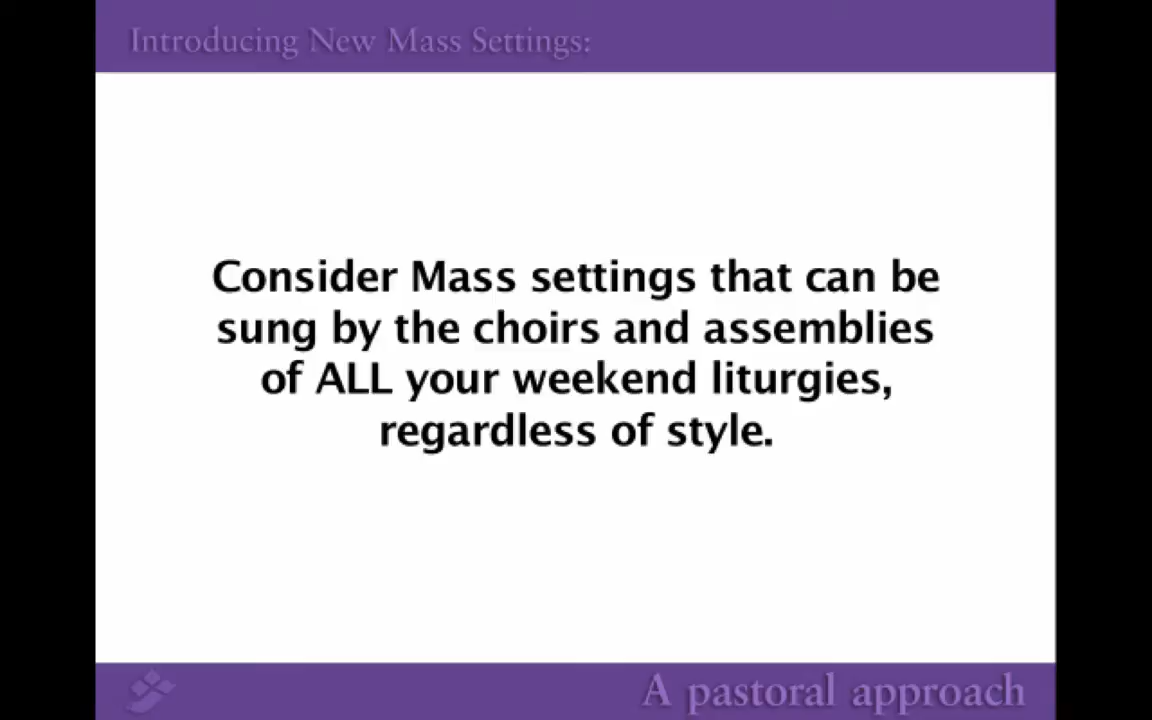 Introducing New Mass Settings:
Consider Mass settings that can be
sung by the choirs and assemblies
of ALL your weekend liturgies,
regardless of style.
A pastoral approach